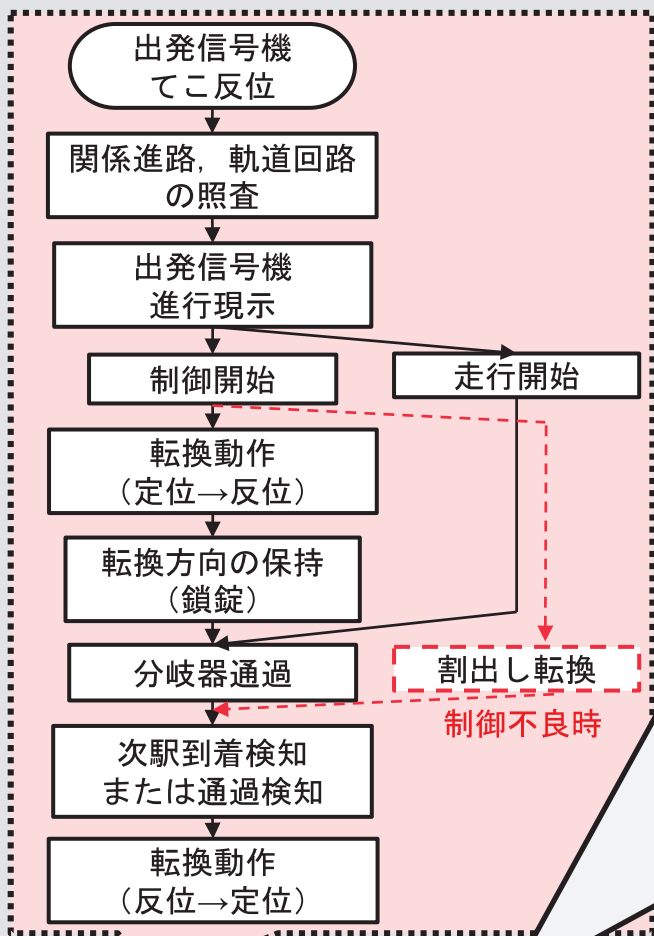 出発信号機
てこ反位
関係進路，軌道回路
の照査
出発信号機
進行現示
制御開始
走行開始
転換動作
（定位→反位）
転換方向の保持
（鎖錠）
分岐器通過
割出し転換
制御不良時
次駅到着検知
または通過検知
転換動作
（反位→定位）